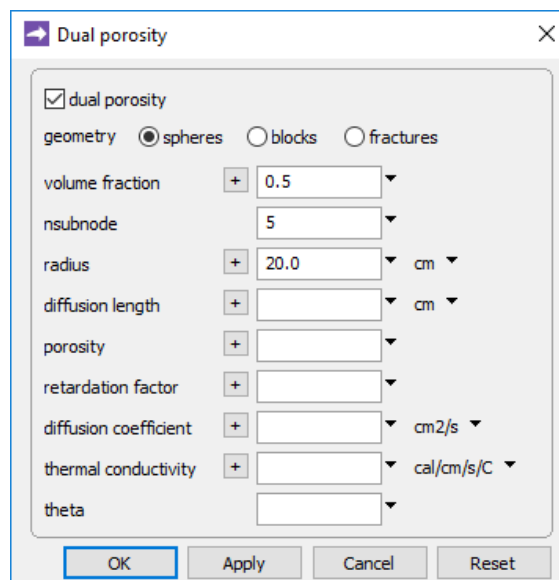 Dual porosity
dual porosity
geometry spheres blocks fractures
volume fraction + 0.5
nsubnode 5
radius + 20.0 cm
diffusion length + cm
porosity +
retardation factor +
diffusion coefficient + cm2/s
thermal conductivity + cal/cm/s/C
theta
OK Apply Cancel Reset